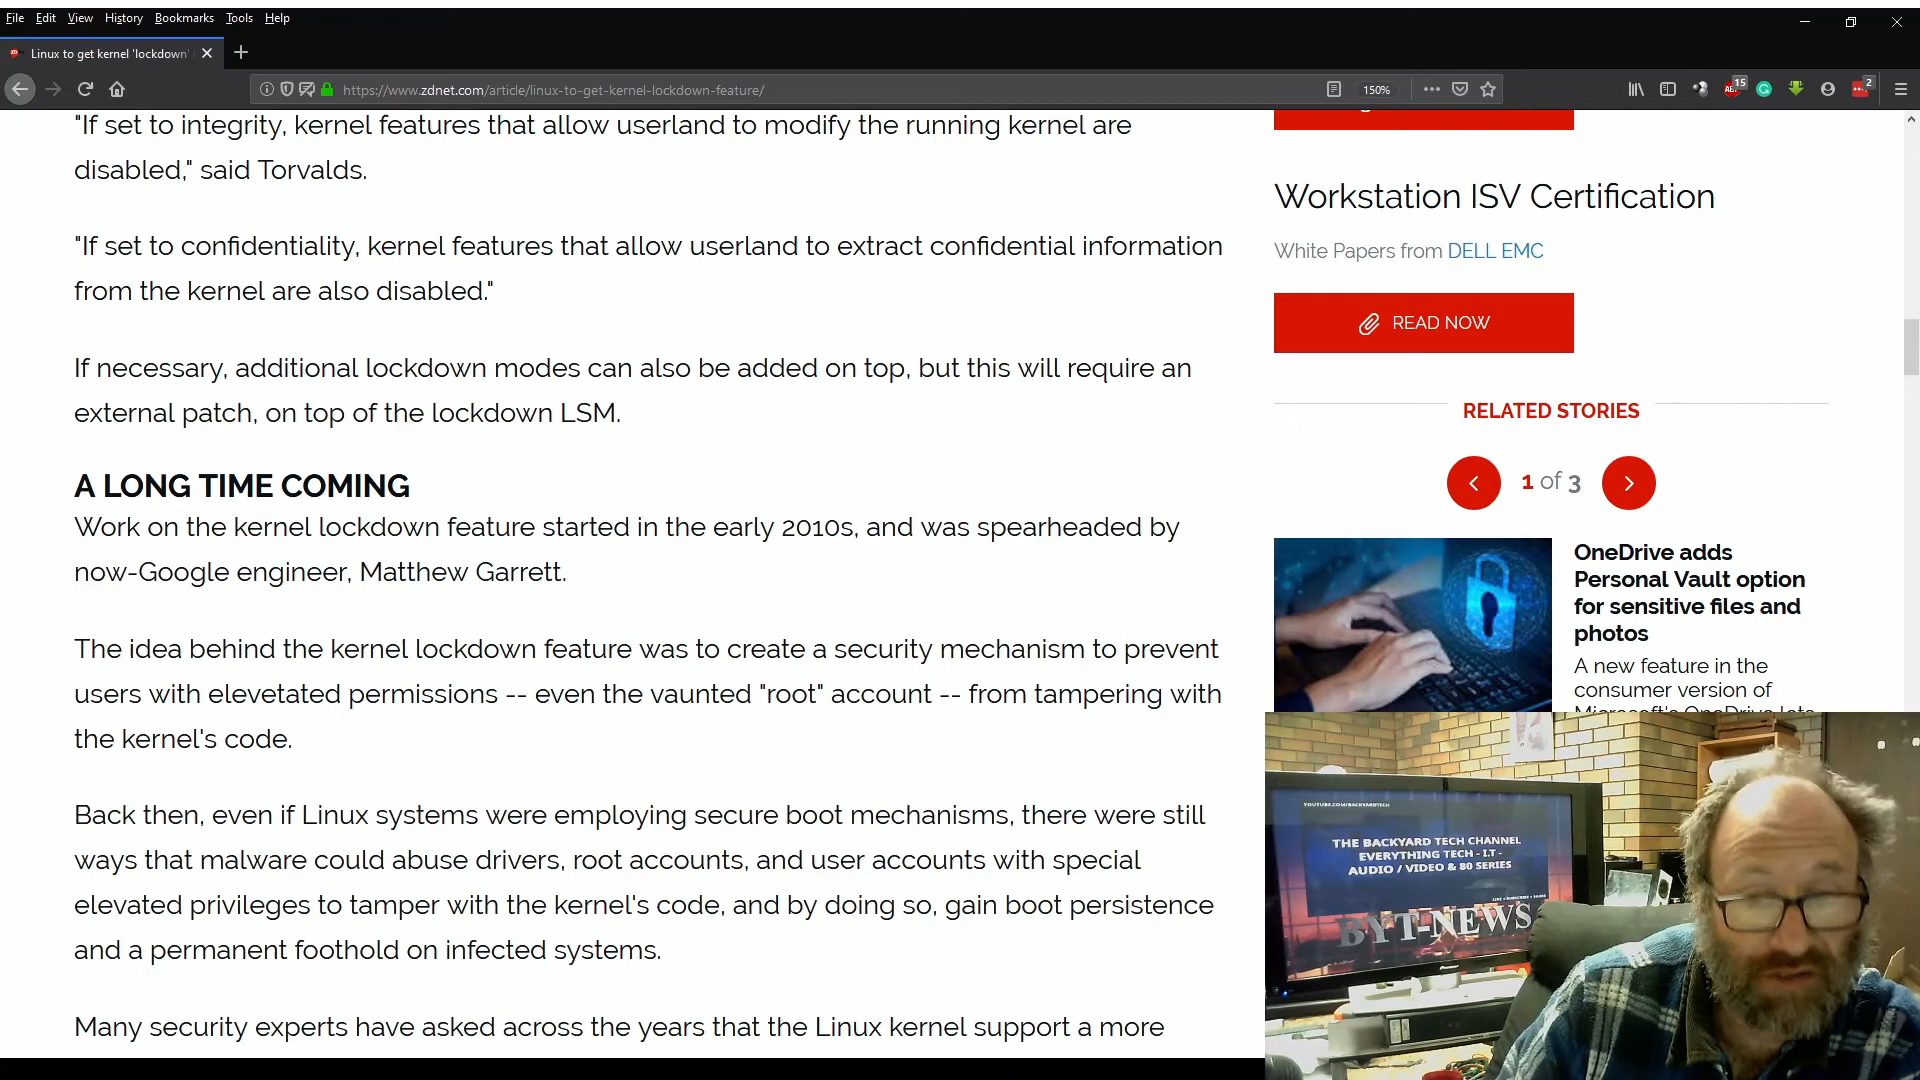 File Edit View History Bookmarks Tools Help
Linux to get kernel 'lockdown'
https://www.zdnet.com/article/linux-to-get-kernel-lockdown-feature/
150%
15
2
"If set to integrity, kernel features that allow userland to modify the running kernel are
disabled," said Torvalds.
"If set to confidentiality, kernel features that allow userland to extract confidential information
from the kernel are also disabled."
If necessary, additional lockdown modes can also be added on top, but this will require an
external patch, on top of the lockdown LSM.
A LONG TIME COMING
Work on the kernel lockdown feature started in the early 2010s, and was spearheaded by
now-Google engineer, Matthew Garrett.
The idea behind the kernel lockdown feature was to create a security mechanism to prevent
users with elevetated permissions -- even the vaunted "root" account -- from tampering with
the kernel's code.
Back then, even if Linux systems were employing secure boot mechanisms, there were still
ways that malware could abuse drivers, root accounts, and user accounts with special
elevated privileges to tamper with the kernel's code, and by doing so, gain boot persistence
and a permanent foothold on infected systems.
Many security experts have asked across the years that the Linux kernel support a more
Workstation ISV Certification
White Papers from DELL EMC
READ NOW
RELATED STORIES
1 of 3
OneDrive adds
Personal Vault option
for sensitive files and
photos
A new feature in the
consumer version of
Microsoft's OneDrive lets
YOUTUBE.COM/BACKYARDTECH
THE BACKYARD TECH CHANNEL
EVERYTHING TECH - I.T -
AUDIO / VIDEO & 80 SERIES
LIKE • SUBSCRIBE • SHARE
BYT-NEWS
Pioneer